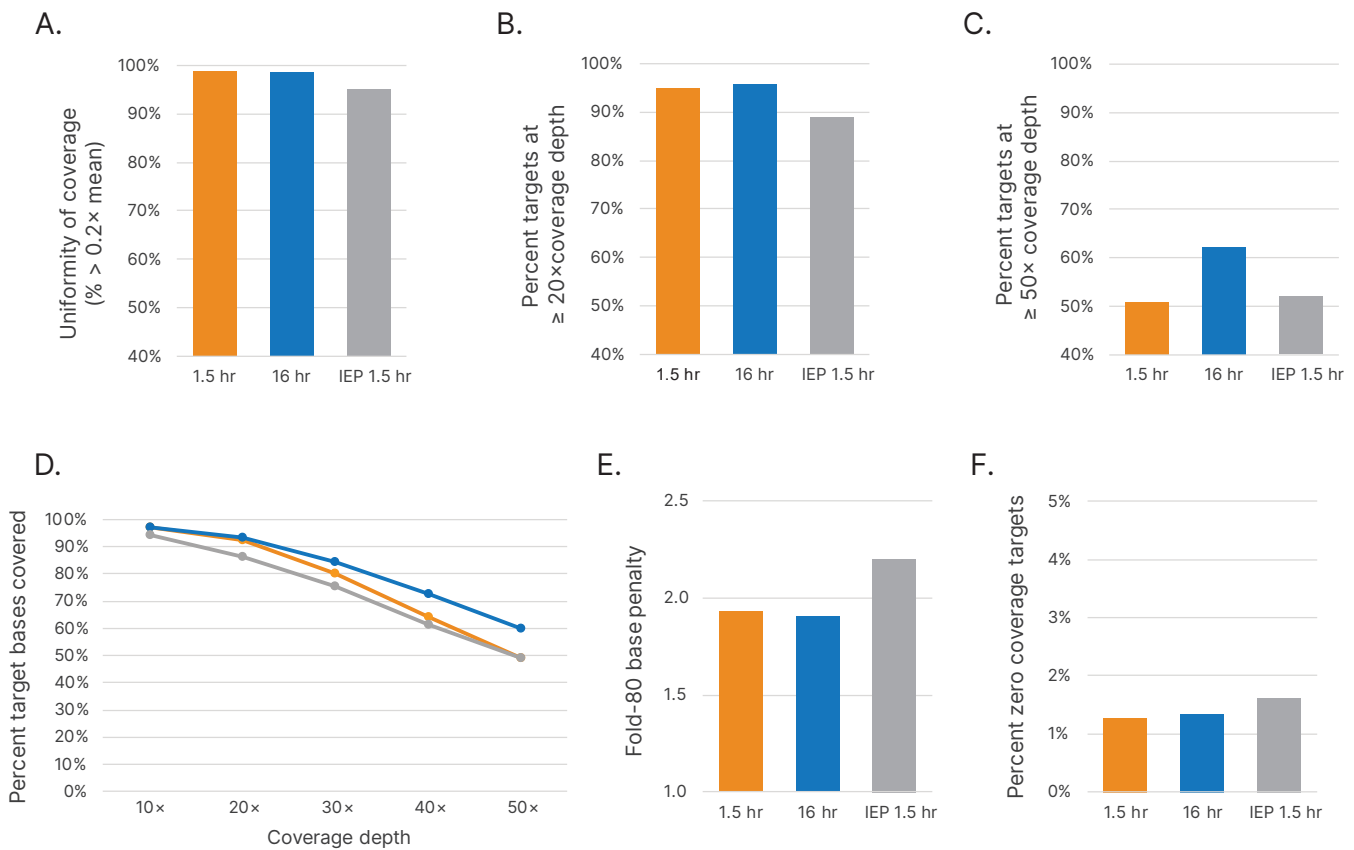 A.
Uniformity of coverage
(% > 0.2× mean)
100%
90%
80%
70%
60%
50%
40%
1.5 hr
16 hr
IEP 1.5 hr
B.
Percent targets at
≥ 20×coverage depth
100%
90%
80%
70%
60%
50%
40%
1.5 hr
16 hr
IEP 1.5 hr
C.
Percent targets at
≥ 50× coverage depth
100%
90%
80%
70%
60%
50%
40%
1.5 hr
16 hr
IEP 1.5 hr
D.
Percent target bases covered
100%
90%
80%
70%
60%
50%
40%
30%
20%
10%
0%
10×
20×
30×
40×
50×
Coverage depth
E.
Fold-80 base penalty
2.5
2.0
1.5
1.0
1.5 hr
16 hr
IEP 1.5 hr
F.
Percent zero coverage targets
5%
4%
3%
2%
1%
0%
1.5 hr
16 hr
IEP 1.5 hr